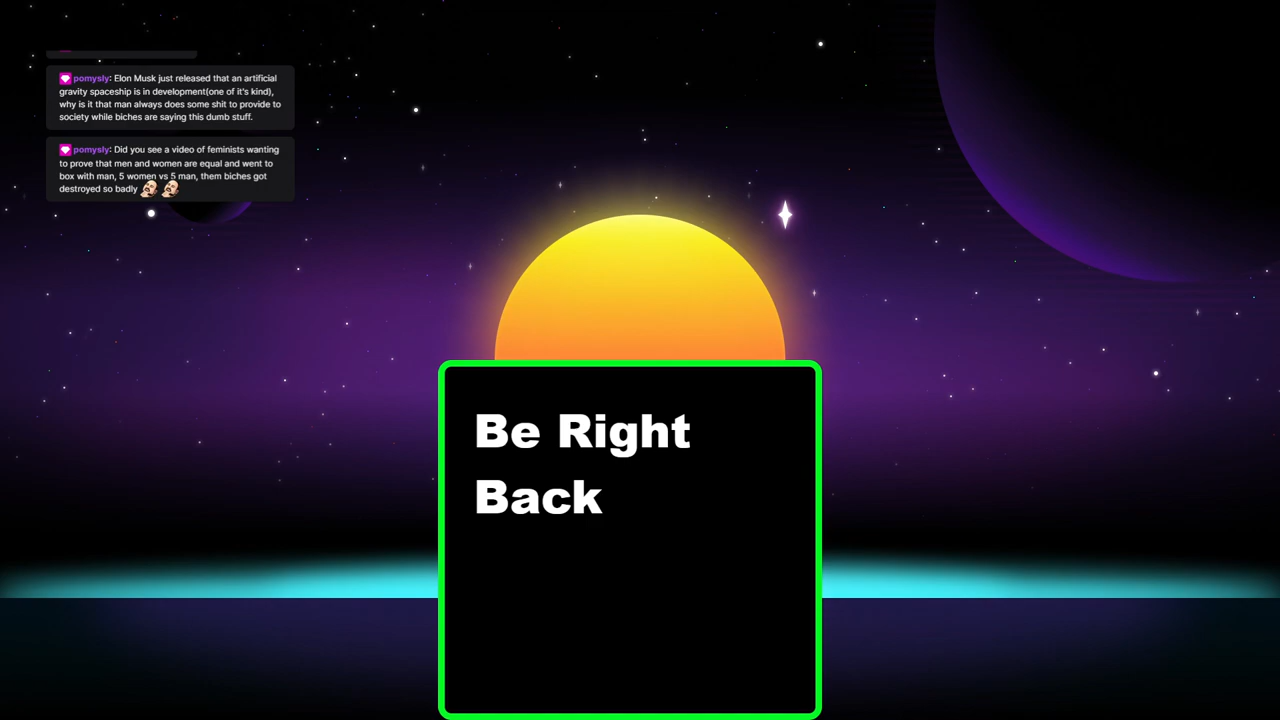 pomysly: Elon Musk just released that an artificial
gravity spaceship is in development(one of it's kind),
why is it that man always does some shit to provide to
society while biches are saying this dumb stuff.
pomysly: Did you see a video of feminists wanting
to prove that men and women are equal and went to
box with man, 5 women vs 5 man, them biches got
destroyed so badly
Be Right
Back